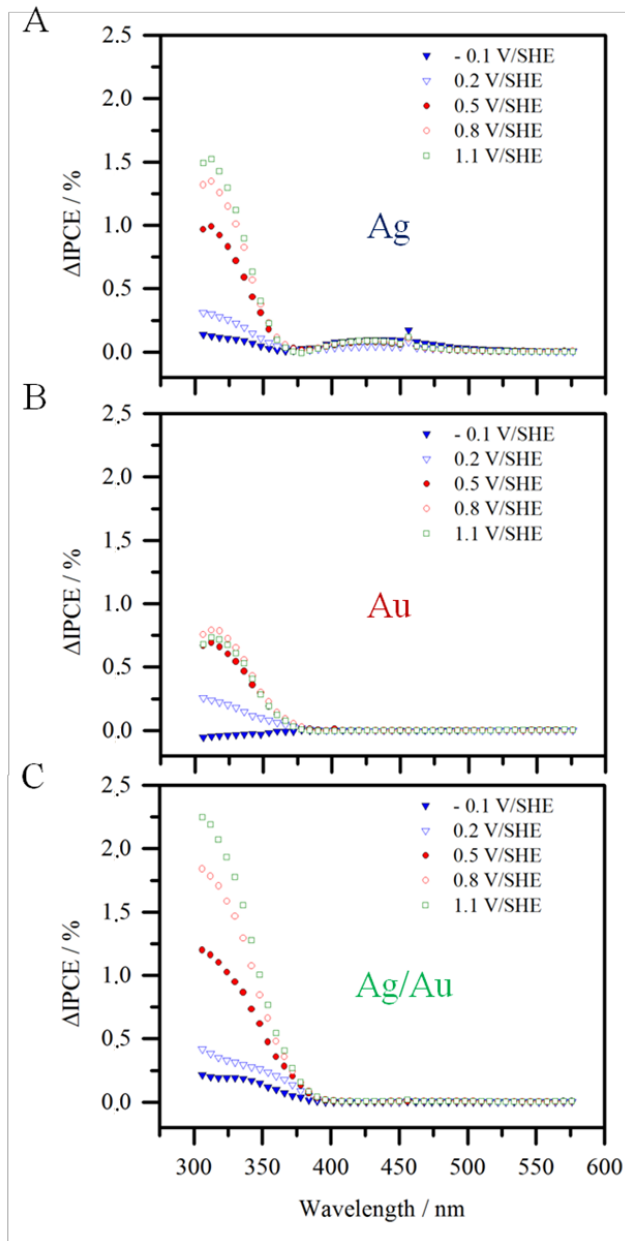 A
2.5
2.0
1.5
1.0
0.5
0.0
ΔIPCE / %
- 0.1 V/SHE
0.2 V/SHE
0.5 V/SHE
0.8 V/SHE
1.1 V/SHE
Ag
B
2.5
2.0
1.5
1.0
0.5
0.0
ΔIPCE / %
- 0.1 V/SHE
0.2 V/SHE
0.5 V/SHE
0.8 V/SHE
1.1 V/SHE
Au
C
2.5
2.0
1.5
1.0
0.5
0.0
ΔIPCE / %
- 0.1 V/SHE
0.2 V/SHE
0.5 V/SHE
0.8 V/SHE
1.1 V/SHE
Ag/Au
300 350 400 450 500 550 600
Wavelength / nm